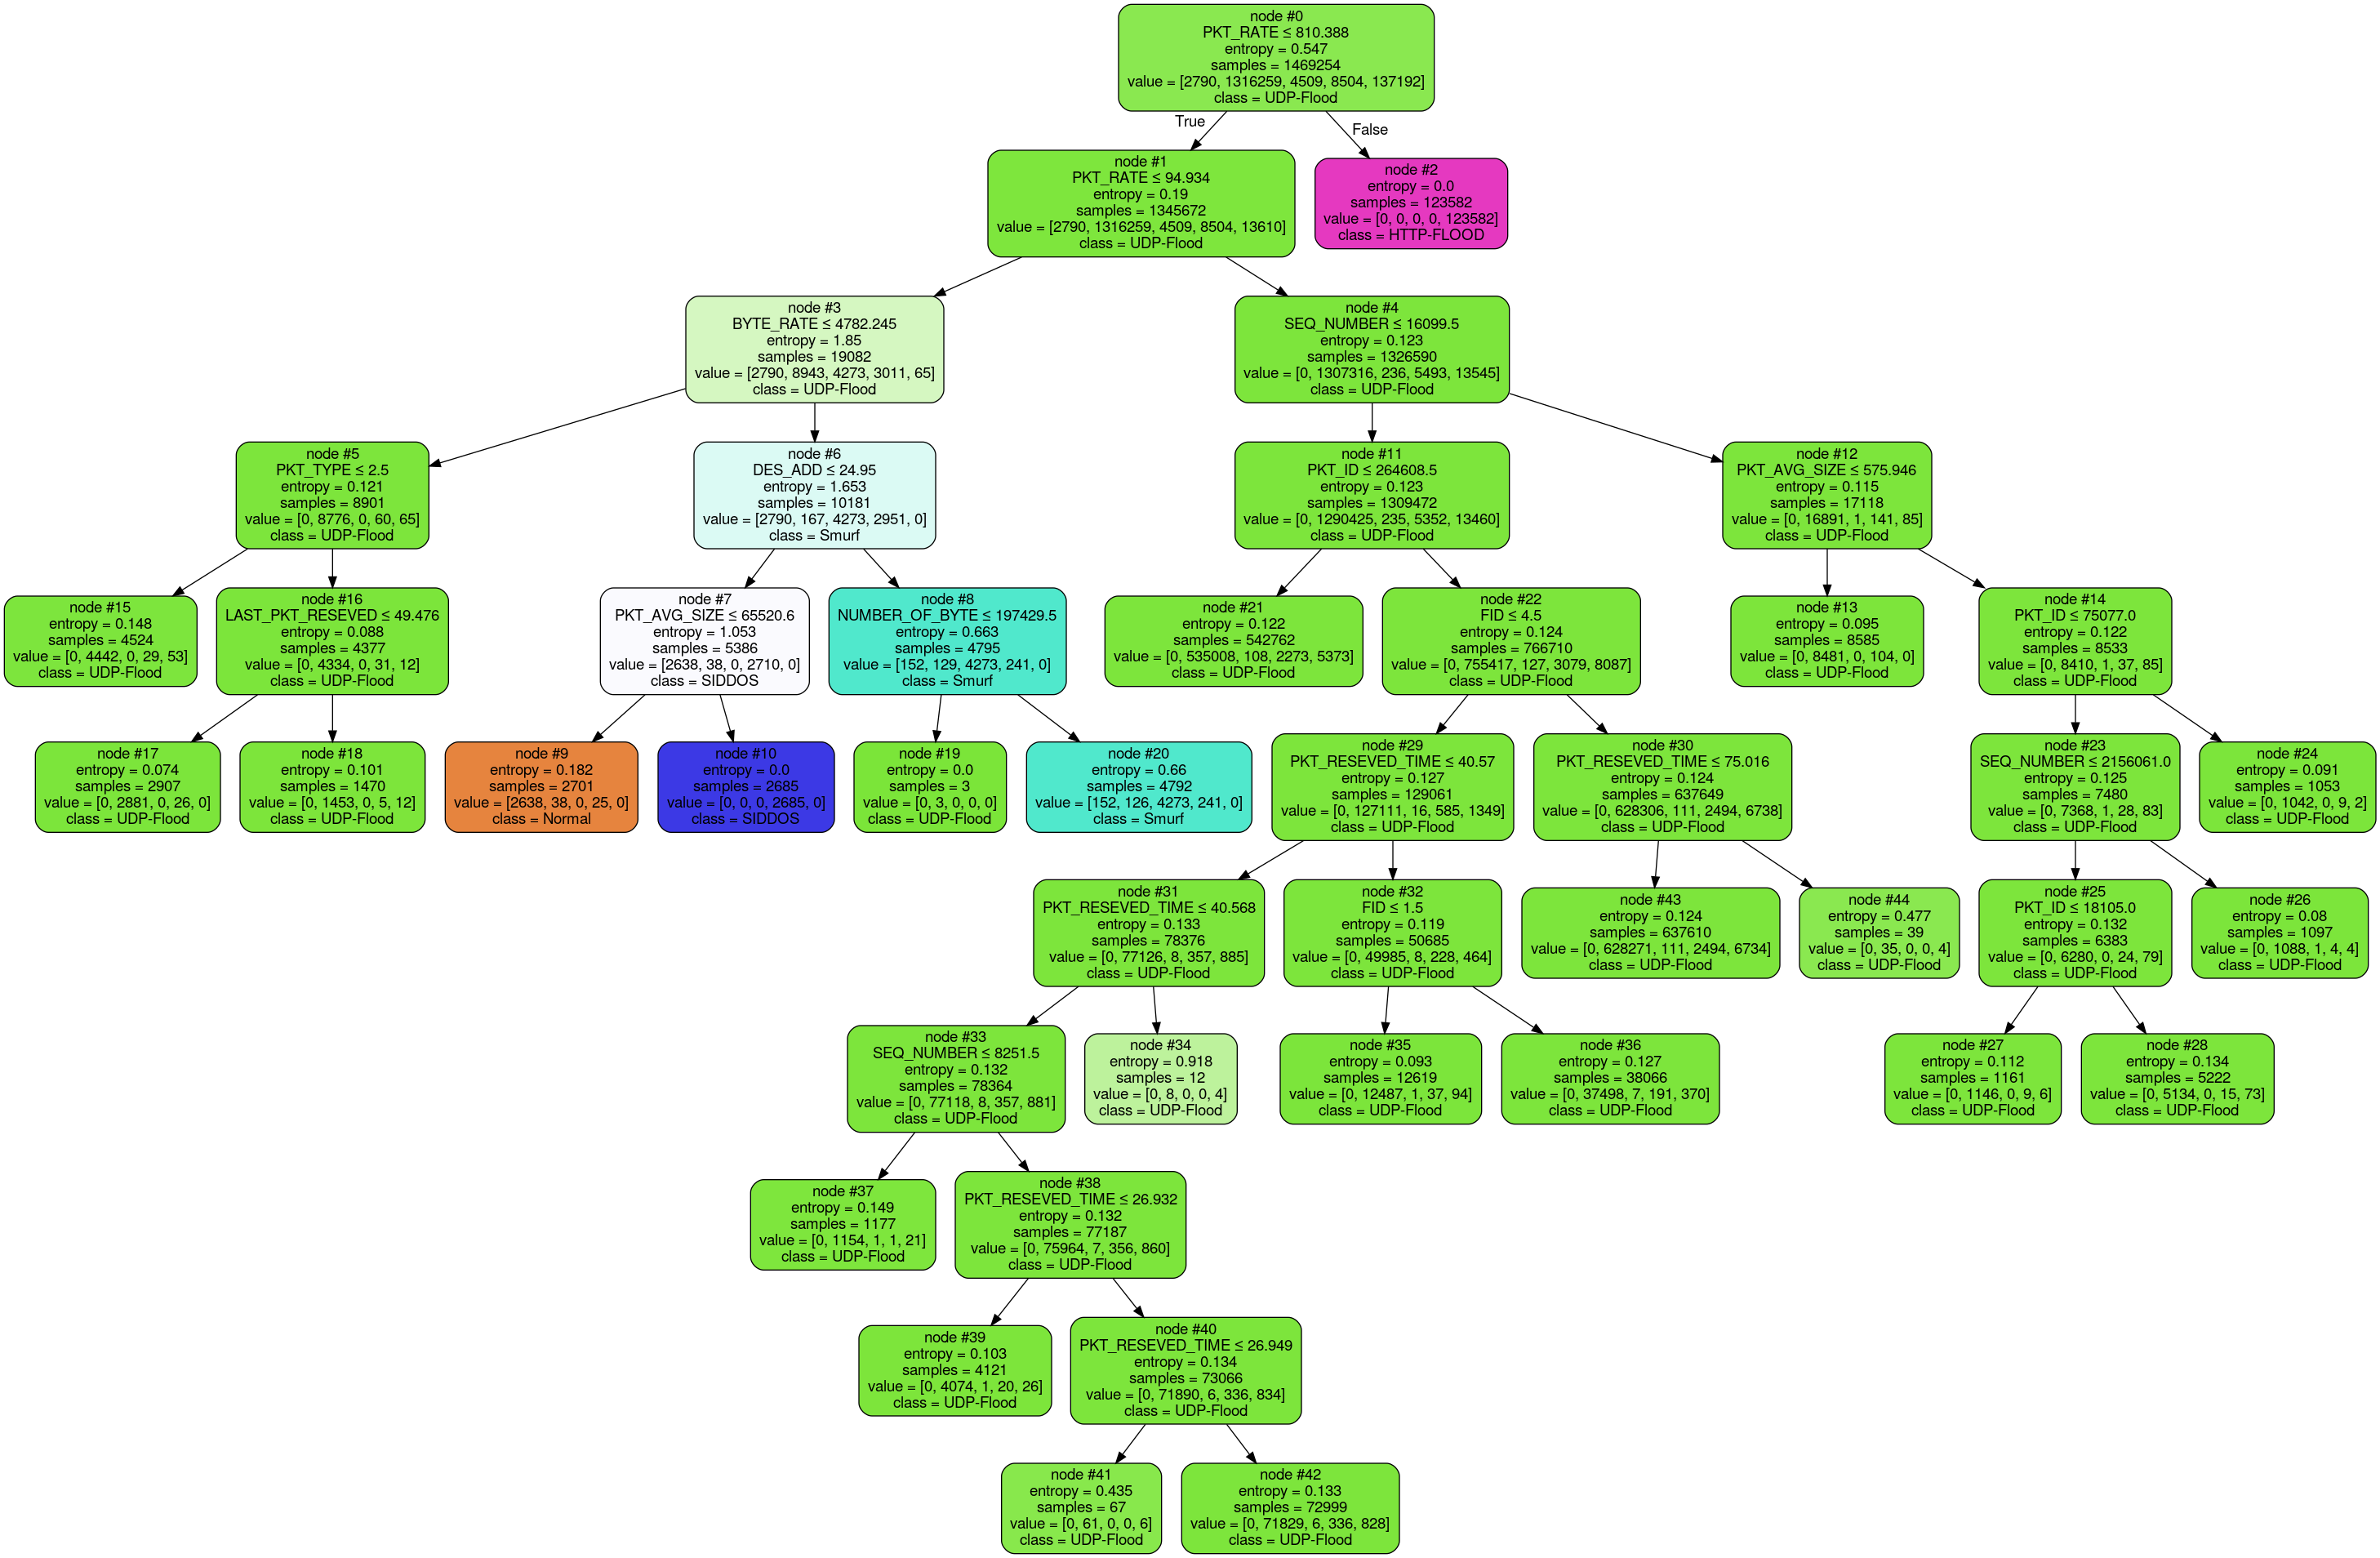 node #0
PKT_RATE ≤ 810.388
entropy = 0.547
samples = 1469254
value = [2790, 1316259, 4509, 8504, 137192]
class = UDP-Flood
True
False
node #1
PKT_RATE ≤ 94.934
entropy = 0.19
samples = 1345672
value = [2790, 1316259, 4509, 8504, 13610]
class = UDP-Flood
node #2
entropy = 0.0
samples = 123582
value = [0, 0, 0, 0, 123582]
class = HTTP-FLOOD
node #3
BYTE_RATE ≤ 4782.245
entropy = 1.85
samples = 19082
value = [2790, 8943, 4273, 3011, 65]
class = UDP-Flood
node #4
SEQ_NUMBER ≤ 16099.5
entropy = 0.123
samples = 1326590
value = [0, 1307316, 236, 5493, 13545]
class = UDP-Flood
node #5
PKT_TYPE ≤ 2.5
entropy = 0.121
samples = 8901
value = [0, 8776, 0, 60, 65]
class = UDP-Flood
node #6
DES_ADD ≤ 24.95
entropy = 1.653
samples = 10181
value = [2790, 167, 4273, 2951, 0]
class = Smurf
node #11
PKT_ID ≤ 264608.5
entropy = 0.123
samples = 1309472
value = [0, 1290425, 235, 5352, 13460]
class = UDP-Flood
node #12
PKT_AVG_SIZE ≤ 575.946
entropy = 0.115
samples = 17118
value = [0, 16891, 1, 141, 85]
class = UDP-Flood
node #15
entropy = 0.148
samples = 4524
value = [0, 4442, 0, 29, 53]
class = UDP-Flood
node #16
LAST_PKT_RESEVED ≤ 49.476
entropy = 0.088
samples = 4377
value = [0, 4334, 0, 31, 12]
class = UDP-Flood
node #7
PKT_AVG_SIZE ≤ 65520.6
entropy = 1.053
samples = 5386
value = [2638, 38, 0, 2710, 0]
class = SIDDOS
node #8
NUMBER_OF_BYTE ≤ 197429.5
entropy = 0.663
samples = 4795
value = [152, 129, 4273, 241, 0]
class = Smurf
node #21
entropy = 0.122
samples = 542762
value = [0, 535008, 108, 2273, 5373]
class = UDP-Flood
node #22
FID ≤ 4.5
entropy = 0.124
samples = 766710
value = [0, 755417, 127, 3079, 8087]
class = UDP-Flood
node #13
entropy = 0.095
samples = 8585
value = [0, 8481, 0, 104, 0]
class = UDP-Flood
node #14
PKT_ID ≤ 75077.0
entropy = 0.122
samples = 8533
value = [0, 8410, 1, 37, 85]
class = UDP-Flood
node #17
entropy = 0.074
samples = 2907
value = [0, 2881, 0, 26, 0]
class = UDP-Flood
node #18
entropy = 0.101
samples = 1470
value = [0, 1453, 0, 5, 12]
class = UDP-Flood
node #9
entropy = 0.182
samples = 2701
value = [2638, 38, 0, 25, 0]
class = Normal
node #10
entropy = 0.0
samples = 2685
value = [0, 0, 0, 2685, 0]
class = SIDDOS
node #19
entropy = 0.0
samples = 3
value = [0, 3, 0, 0, 0]
class = UDP-Flood
node #20
entropy = 0.66
samples = 4792
value = [152, 126, 4273, 241, 0]
class = Smurf
node #29
PKT_RESEVED_TIME ≤ 40.57
entropy = 0.127
samples = 129061
value = [0, 127111, 16, 585, 1349]
class = UDP-Flood
node #30
PKT_RESEVED_TIME ≤ 75.016
entropy = 0.124
samples = 637649
value = [0, 628306, 111, 2494, 6738]
class = UDP-Flood
node #23
SEQ_NUMBER ≤ 2156061.0
entropy = 0.125
samples = 7480
value = [0, 7368, 1, 28, 83]
class = UDP-Flood
node #24
entropy = 0.091
samples = 1053
value = [0, 1042, 0, 9, 2]
class = UDP-Flood
node #31
PKT_RESEVED_TIME ≤ 40.568
entropy = 0.133
samples = 78376
value = [0, 77126, 8, 357, 885]
class = UDP-Flood
node #32
FID ≤ 1.5
entropy = 0.119
samples = 50685
value = [0, 49985, 8, 228, 464]
class = UDP-Flood
node #43
entropy = 0.124
samples = 637610
value = [0, 628271, 111, 2494, 6734]
class = UDP-Flood
node #44
entropy = 0.477
samples = 39
value = [0, 35, 0, 0, 4]
class = UDP-Flood
node #25
PKT_ID ≤ 18105.0
entropy = 0.132
samples = 6383
value = [0, 6280, 0, 24, 79]
class = UDP-Flood
node #26
entropy = 0.08
samples = 1097
value = [0, 1088, 1, 4, 4]
class = UDP-Flood
node #33
SEQ_NUMBER ≤ 8251.5
entropy = 0.132
samples = 78364
value = [0, 77118, 8, 357, 881]
class = UDP-Flood
node #34
entropy = 0.918
samples = 12
value = [0, 8, 0, 0, 4]
class = UDP-Flood
node #35
entropy = 0.093
samples = 12619
value = [0, 12487, 1, 37, 94]
class = UDP-Flood
node #36
entropy = 0.127
samples = 38066
value = [0, 37498, 7, 191, 370]
class = UDP-Flood
node #27
entropy = 0.112
samples = 1161
value = [0, 1146, 0, 9, 6]
class = UDP-Flood
node #28
entropy = 0.134
samples = 5222
value = [0, 5134, 0, 15, 73]
class = UDP-Flood
node #37
entropy = 0.149
samples = 1177
value = [0, 1154, 1, 1, 21]
class = UDP-Flood
node #38
PKT_RESEVED_TIME ≤ 26.932
entropy = 0.132
samples = 77187
value = [0, 75964, 7, 356, 860]
class = UDP-Flood
node #39
entropy = 0.103
samples = 4121
value = [0, 4074, 1, 20, 26]
class = UDP-Flood
node #40
PKT_RESEVED_TIME ≤ 26.949
entropy = 0.134
samples = 73066
value = [0, 71890, 6, 336, 834]
class = UDP-Flood
node #41
entropy = 0.435
samples = 67
value = [0, 61, 0, 0, 6]
class = UDP-Flood
node #42
entropy = 0.133
samples = 72999
value = [0, 71829, 6, 336, 828]
class = UDP-Flood